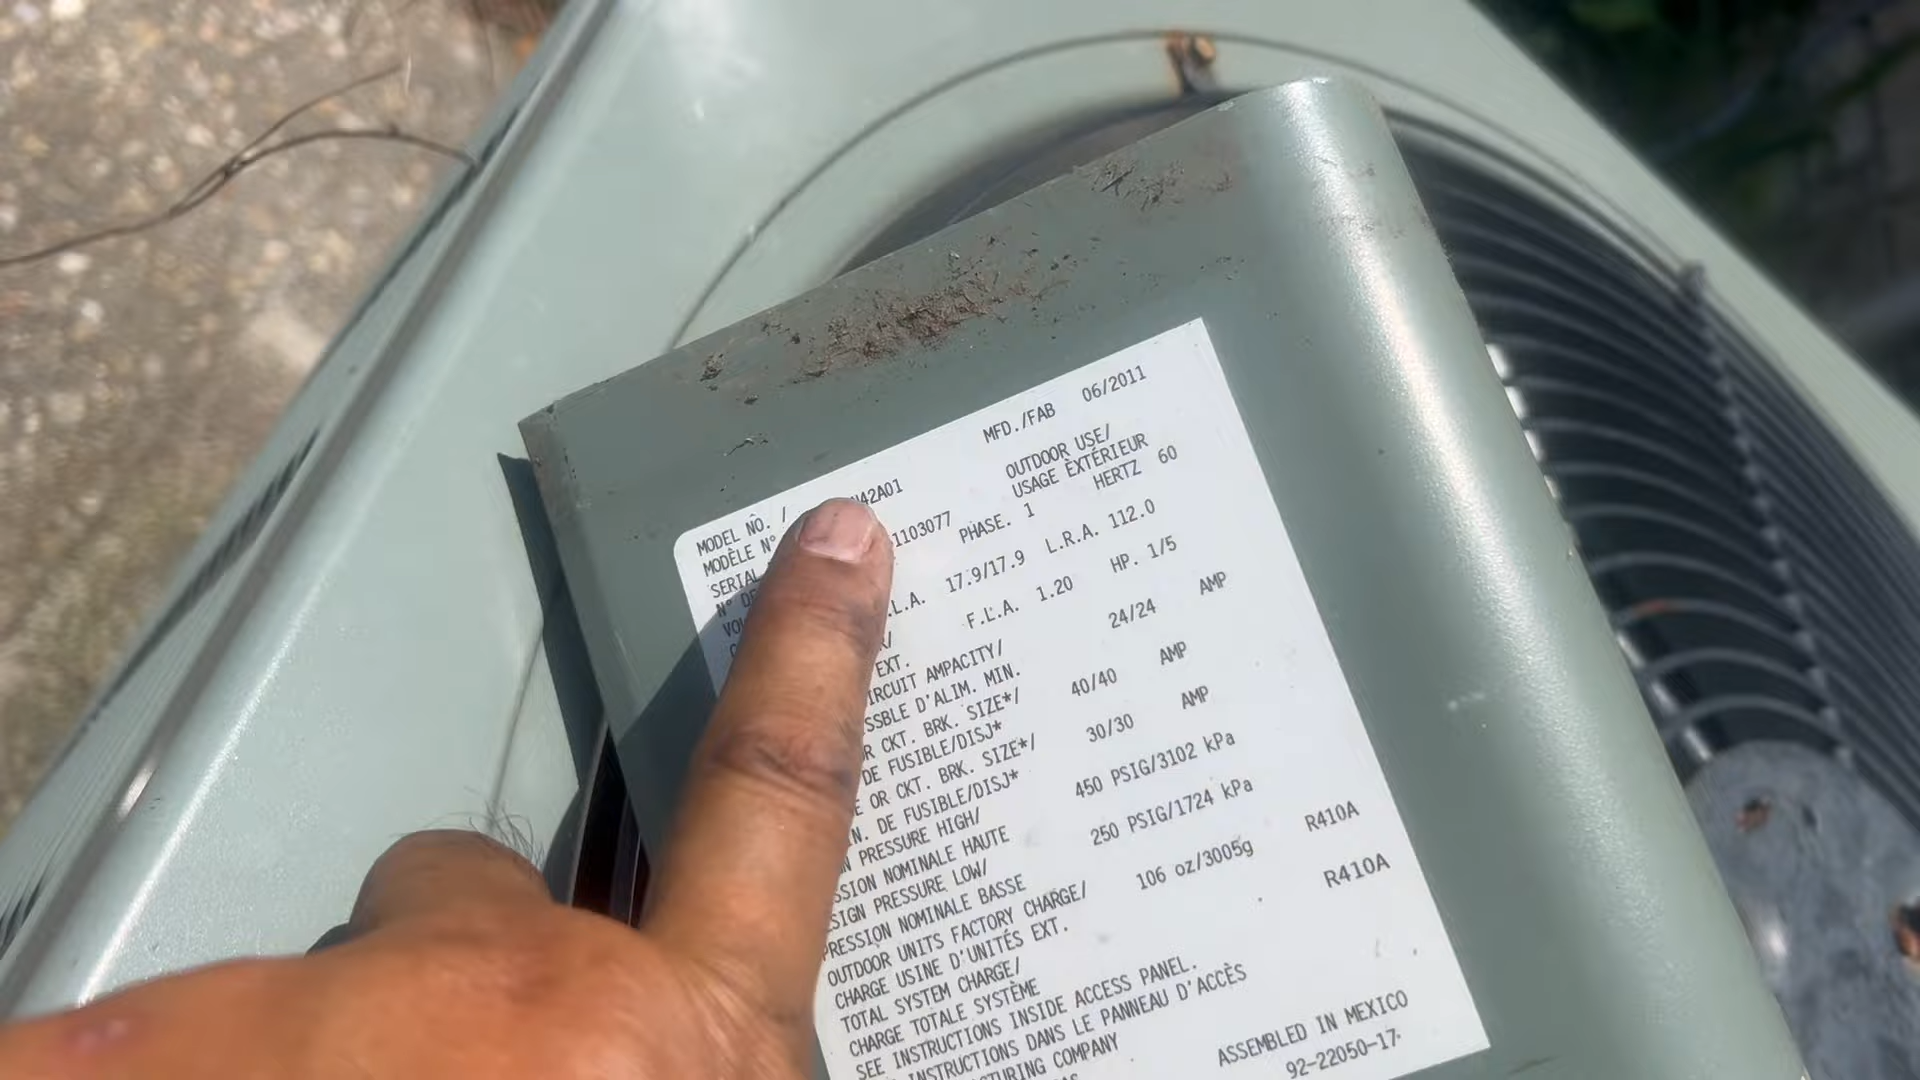 MFD./FAB 06/2011
MODEL NO. / 42A01
MODÈLE N°
OUTDOOR USE/
USAGE EXTÉRIEUR
SERIAL 1103077
N° DE
PHASE. 1 HERTZ 60
VOL .L.A. 17.9/17.9 L.R.A. 112.0
F.L.A. 1.20 HP. 1/5
R/
EXT.
IRCUIT AMPACITY/ 24/24 AMP
SSBLE D'ALIM. MIN.
R CKT. BRK. SIZE*/ 40/40 AMP
DE FUSIBLE/DISJ*
E OR CKT. BRK. SIZE*/ 30/30 AMP
N. DE FUSIBLE/DISJ*
N PRESSURE HIGH/ 450 PSIG/3102 kPa
SSION NOMINALE HAUTE
SIGN PRESSURE LOW/ 250 PSIG/1724 kPa
PRESSION NOMINALE BASSE
OUTDOOR UNITS FACTORY CHARGE/ 106 oz/3005g R410A
CHARGE USINE D'UNITÉS EXT.
TOTAL SYSTEM CHARGE/ R410A
CHARGE TOTALE SYSTÈME
SEE INSTRUCTIONS INSIDE ACCESS PANEL.
INSTRUCTIONS DANS LE PANNEAU D'ACCÈS
TURING COMPANY
ASSEMBLED IN MEXICO
92-22050-17